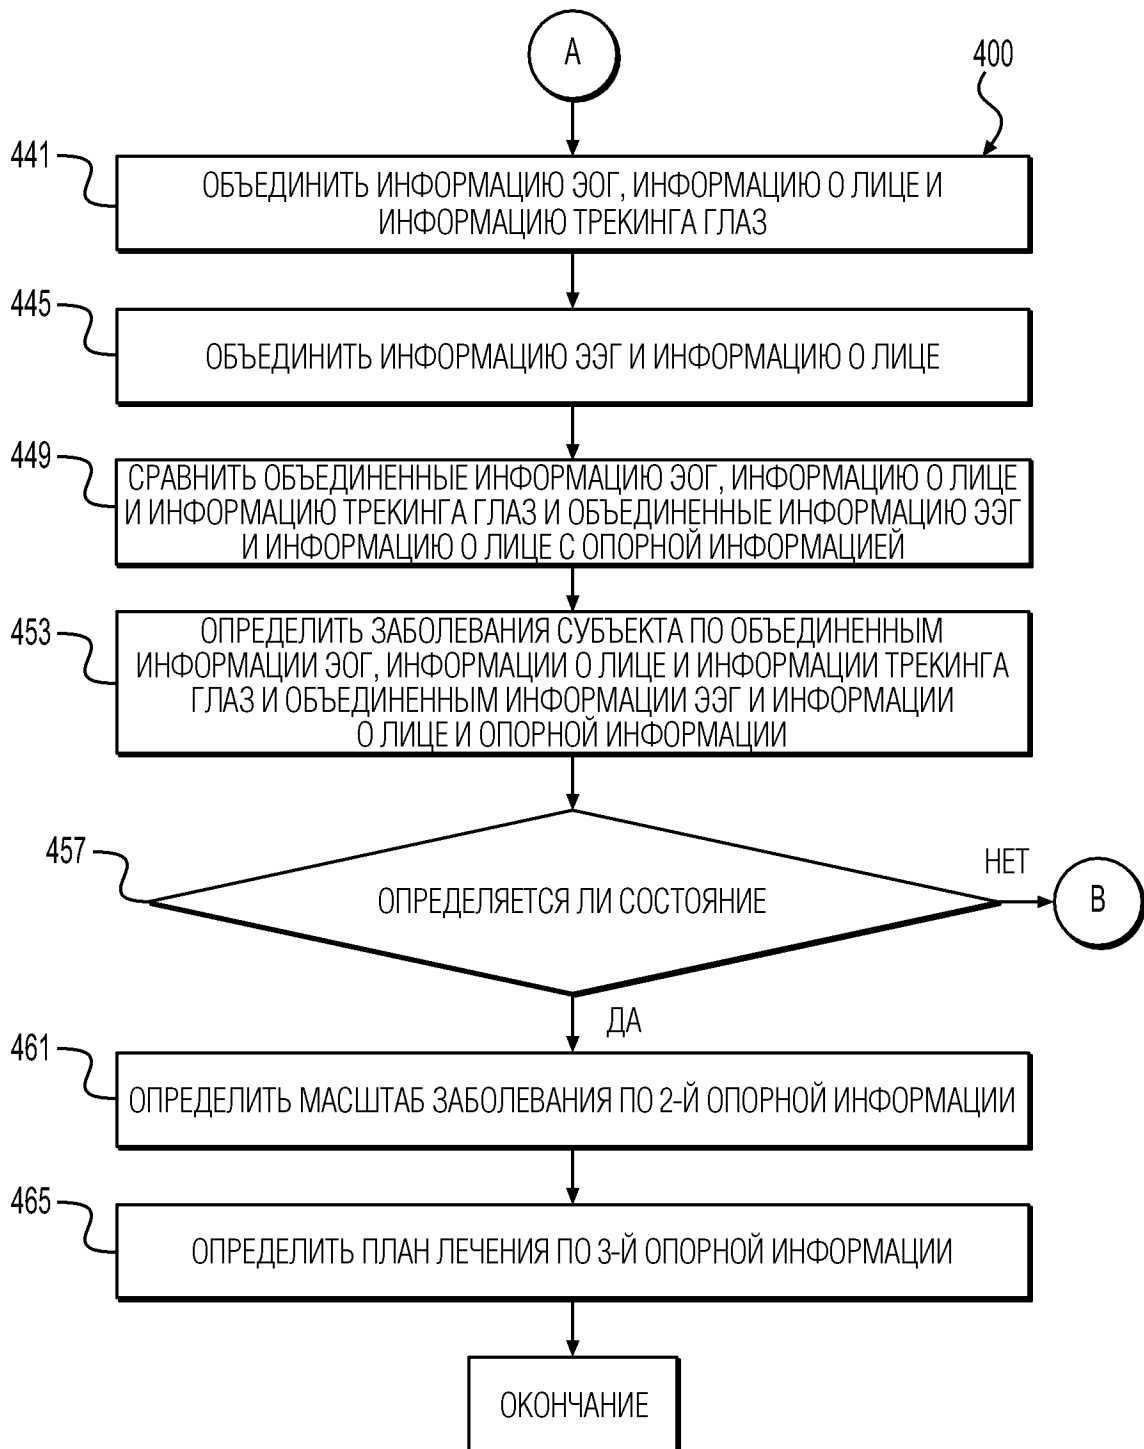 А
400
441
ОБЪЕДИНИТЬ ИНФОРМАЦИЮ ЭОГ, ИНФОРМАЦИЮ О ЛИЦЕ И
ИНФОРМАЦИЮ ТРЕКИНГА ГЛАЗ
445
ОБЪЕДИНИТЬ ИНФОРМАЦИЮ ЭЭГ И ИНФОРМАЦИЮ О ЛИЦЕ
449
СРАВНИТЬ ОБЪЕДИНЕННЫЕ ИНФОРМАЦИЮ ЭОГ, ИНФОРМАЦИЮ О ЛИЦЕ
И ИНФОРМАЦИЮ ТРЕКИНГА ГЛАЗ И ОБЪЕДИНЕННЫЕ ИНФОРМАЦИЮ ЭЭГ
И ИНФОРМАЦИЮ О ЛИЦЕ С ОПОРНОЙ ИНФОРМАЦИЕЙ
453
ОПРЕДЕЛИТЬ ЗАБОЛЕВАНИЯ СУБЪЕКТА ПО ОБЪЕДИНЕННЫМ
ИНФОРМАЦИИ ЭОГ, ИНФОРМАЦИИ О ЛИЦЕ И ИНФОРМАЦИИ ТРЕКИНГА
ГЛАЗ И ОБЪЕДИНЕННЫМ ИНФОРМАЦИИ ЭЭГ И ИНФОРМАЦИИ
О ЛИЦЕ И ОПОРНОЙ ИНФОРМАЦИИ
457
ОПРЕДЕЛЯЕТСЯ ЛИ СОСТОЯНИЕ
НЕТ
В
ДА
461
ОПРЕДЕЛИТЬ МАСШТАБ ЗАБОЛЕВАНИЯ ПО 2-Й ОПОРНОЙ ИНФОРМАЦИИ
465
ОПРЕДЕЛИТЬ ПЛАН ЛЕЧЕНИЯ ПО 3-Й ОПОРНОЙ ИНФОРМАЦИИ
ОКОНЧАНИЕ